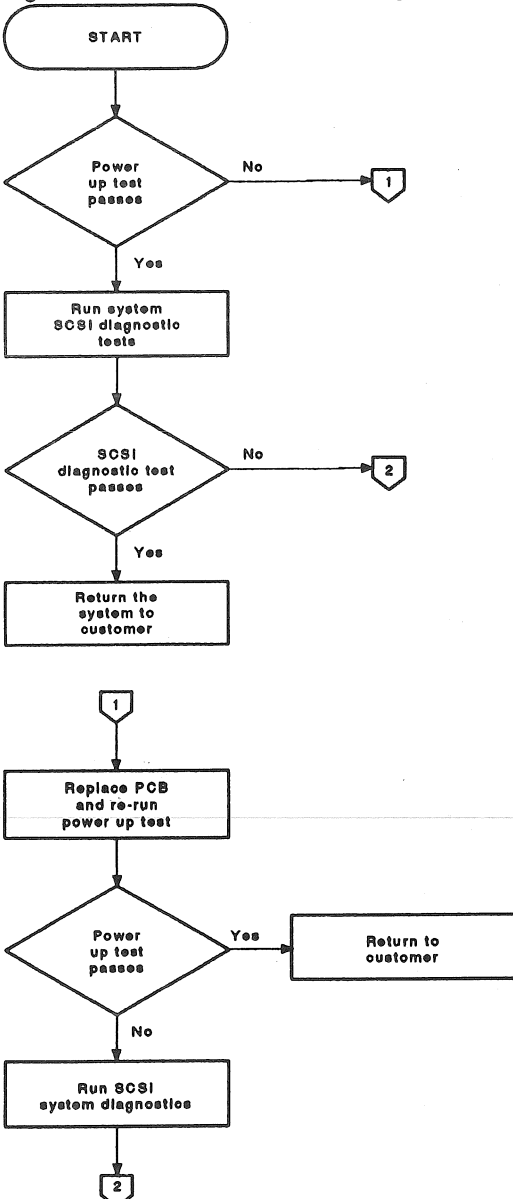 START
Power
up test
passes
No
1
Yes
Run system
SCSI diagnostic
tests
SCSI
diagnostic test
passes
No
2
Yes
Return the
system to
customer
1
Replace PCB
and re-run
power up test
Power
up test
passes
Yes
Return to
customer
No
Run SCSI
system diagnostics
2